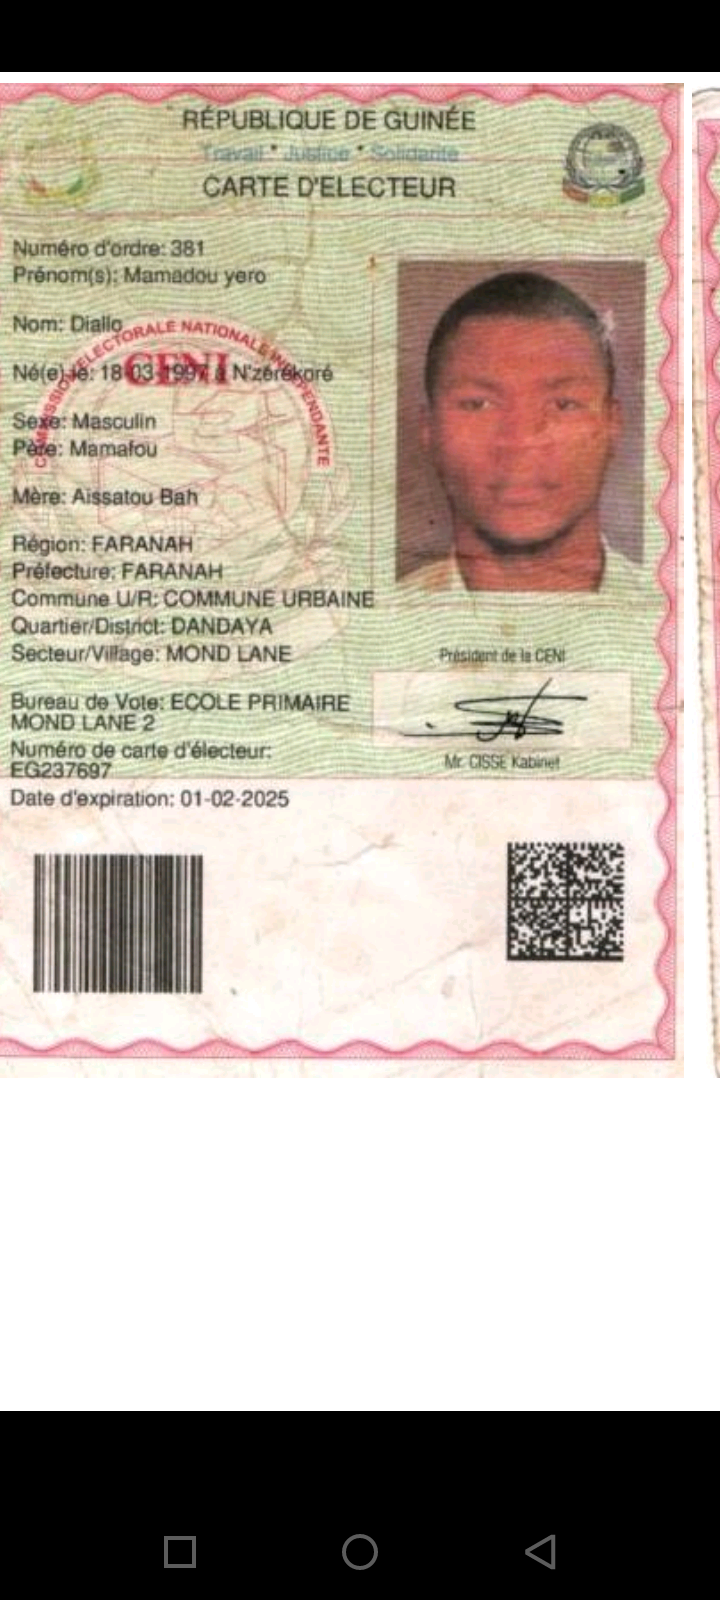 RÉPUBLIQUE DE GUINÉE
Travail * Justice * Solidarité
CARTE D'ELECTEUR
Numéro d'ordre: 381
Prénom(s): Mamadou yero
Nom: Diallo
COMMISSION ELECTORALE NATIONALE INDEPENDANTE
CENI
Né(e) le: 18-03-1997 à N'zérékoré
Sexe: Masculin
Père: Mamafou
Mère: Aissatou Bah
Région: FARANAH
Préfecture: FARANAH
Commune U/R: COMMUNE URBAINE
Quartier/District: DANDAYA
Secteur/Village: MOND LANE
Président de la CENI
Bureau de Vote: ECOLE PRIMAIRE
MOND LANE 2
Numéro de carte d'électeur:
EG237697
Mr. CISSE Kabinet
Date d'expiration: 01-02-2025